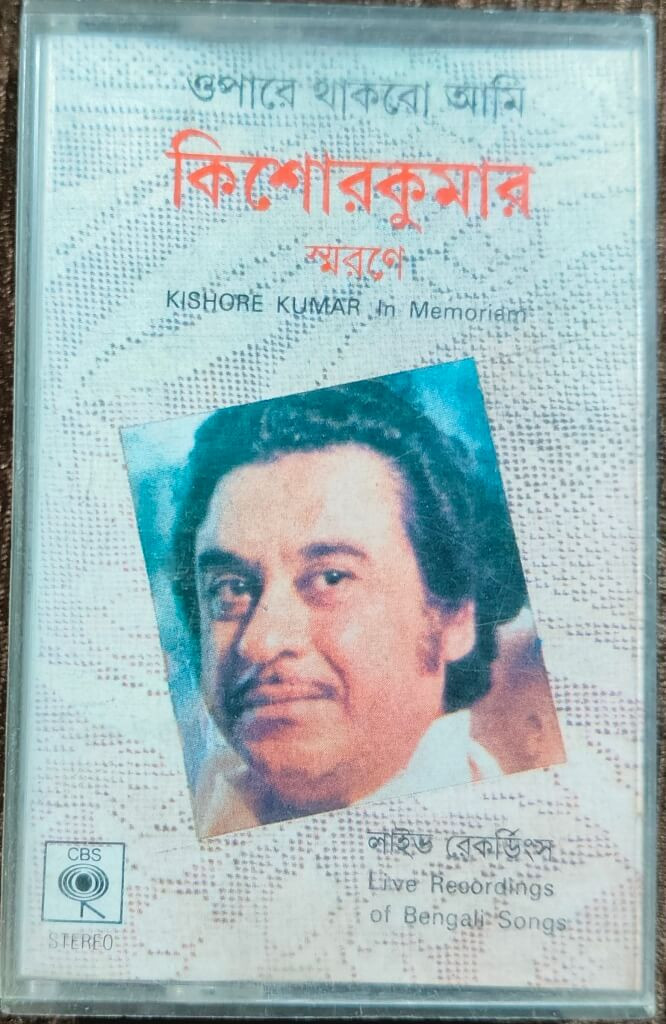 ওপারে থাকবো আমি
কিশোরকুমার
স্মরণে
KISHORE KUMAR In Memoriam
লাইভ রেকর্ডিংস
Live Recordings
of Bengali Songs
CBS
STEREO